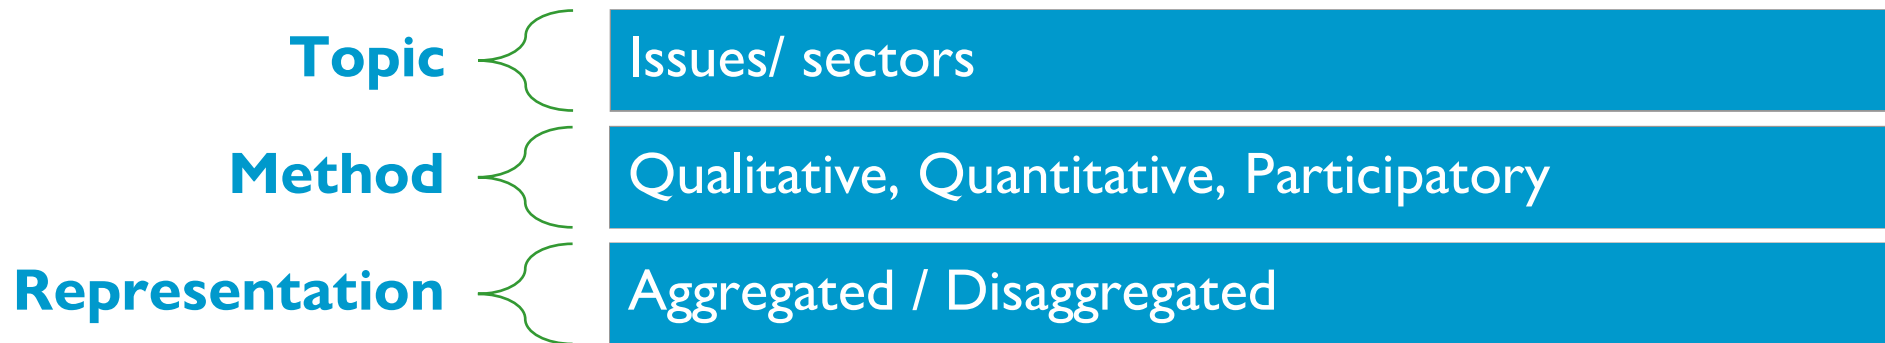 Topic
Issues/ sectors
Method
Qualitative, Quantitative, Participatory
Representation
Aggregated / Disaggregated